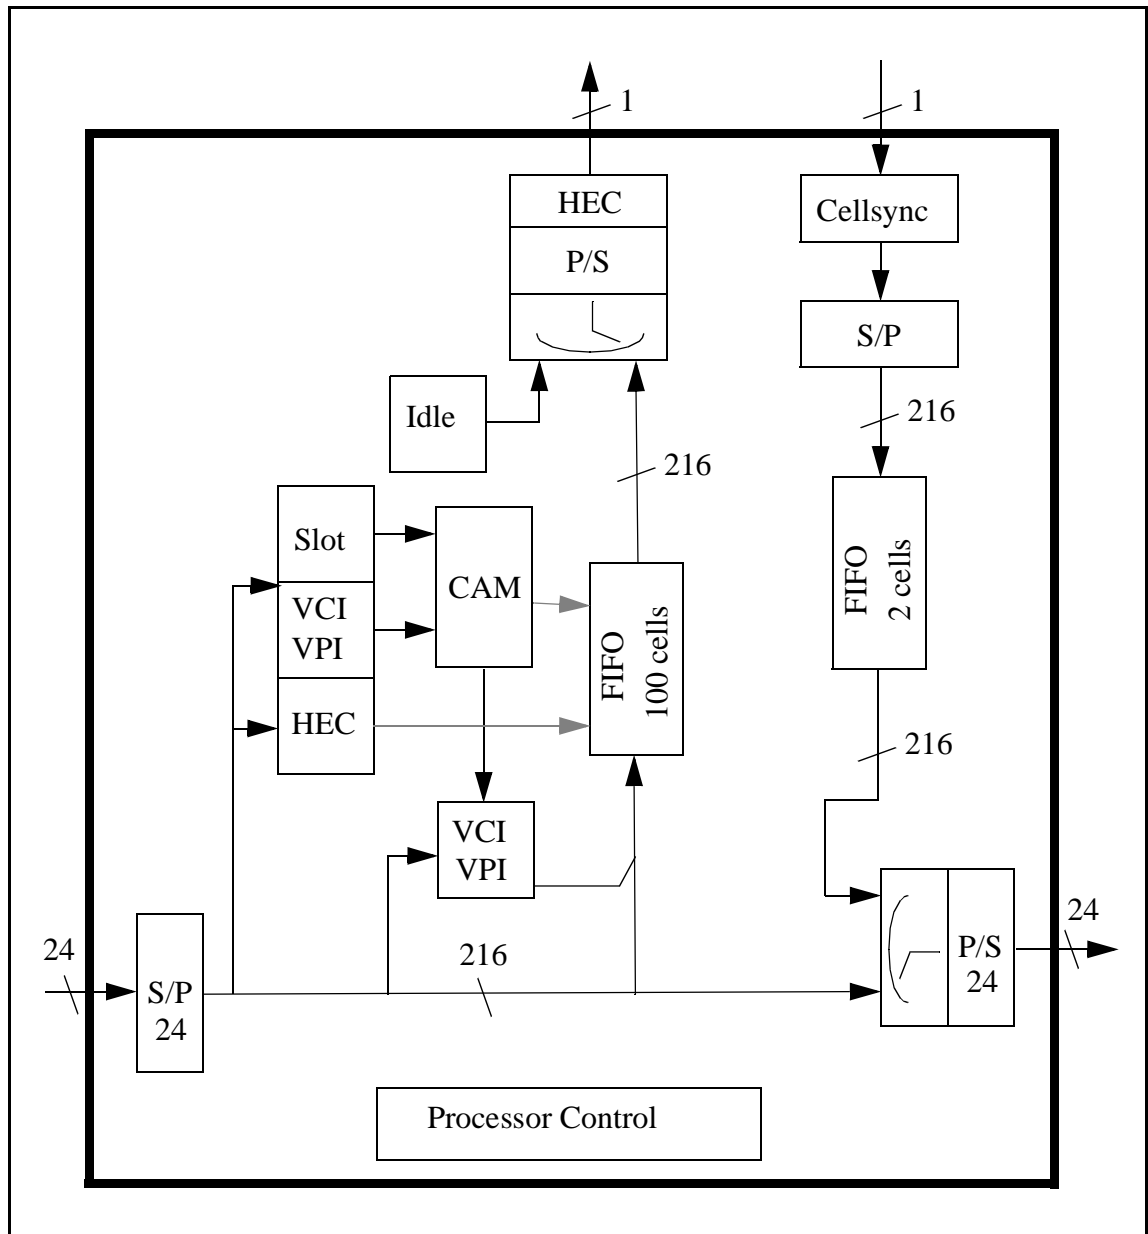 1
1
HEC
P/S
Cellsync
S/P
216
Idle
216
Slot
VCI
VPI
HEC
CAM
FIFO
100 cells
FIFO
2 cells
216
VCI
VPI
24
S/P
24
216
P/S
24
24
Processor Control